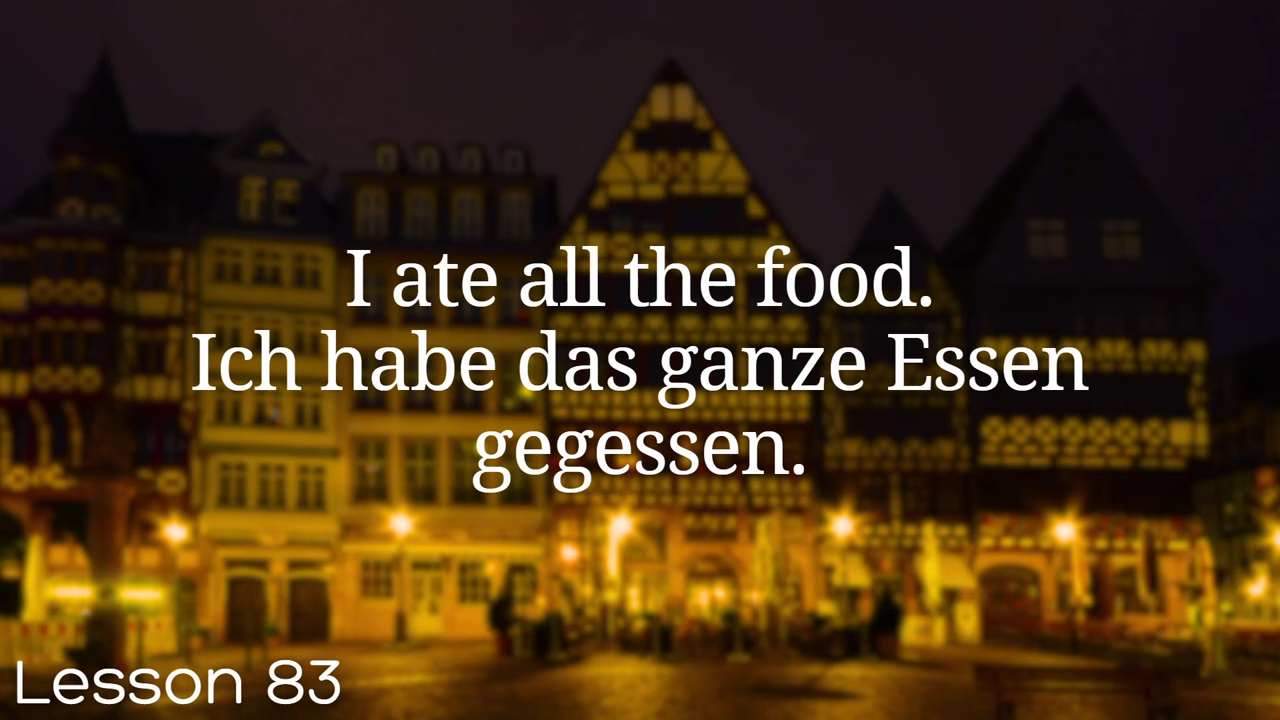 I ate all the food.
Ich habe das ganze Essen
gegessen.
Lesson 83